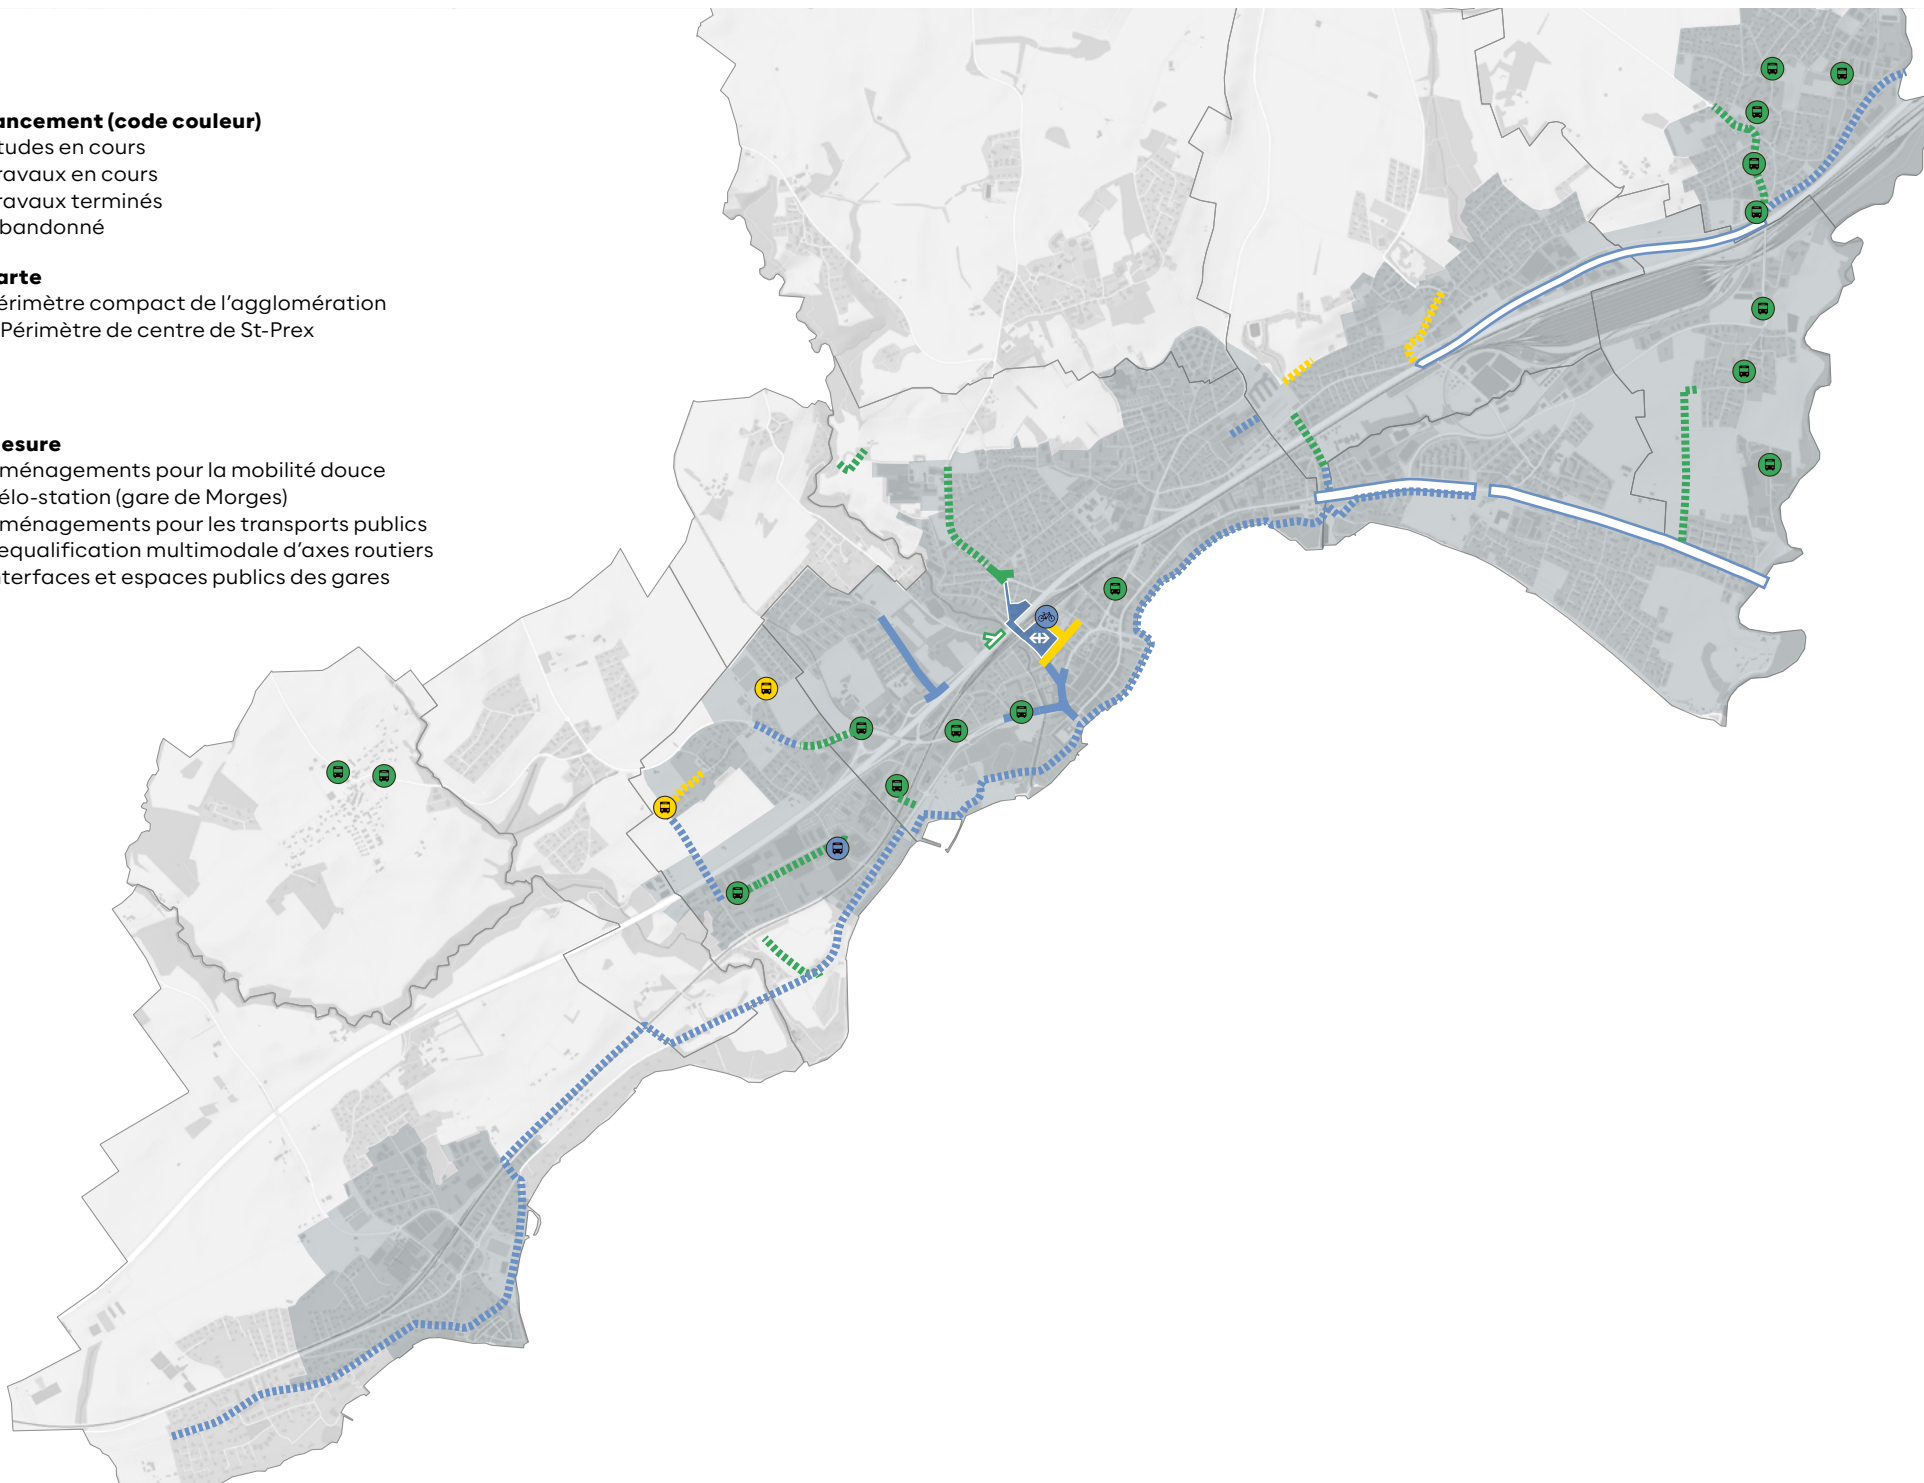 ancement (code couleur)
tudes en cours
ravaux en cours
ravaux terminés
bandonné
arte
érimètre compact de l'agglomération
Périmètre de centre de St-Prex
esure
ménagements pour la mobilité douce
élo-station (gare de Morges)
ménagements pour les transports publics
equalification multimodale d'axes routiers
nterfaces et espaces publics des gares